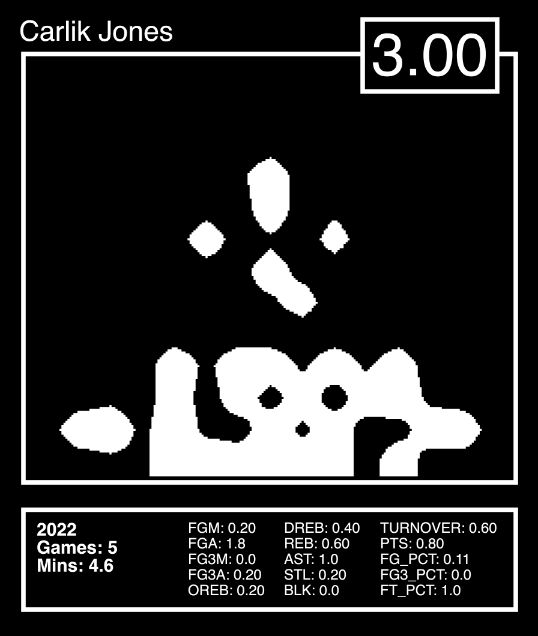 Carlik Jones
3.00
2022
Games: 5
Mins: 4.6
FGM: 0.20
FGA: 1.8
FG3M: 0.0
FG3A: 0.20
OREB: 0.20
DREB: 0.40
REB: 0.60
AST: 1.0
STL: 0.20
BLK: 0.0
TURNOVER: 0.60
PTS: 0.80
FG_PCT: 0.11
FG3_PCT: 0.0
FT_PCT: 1.0